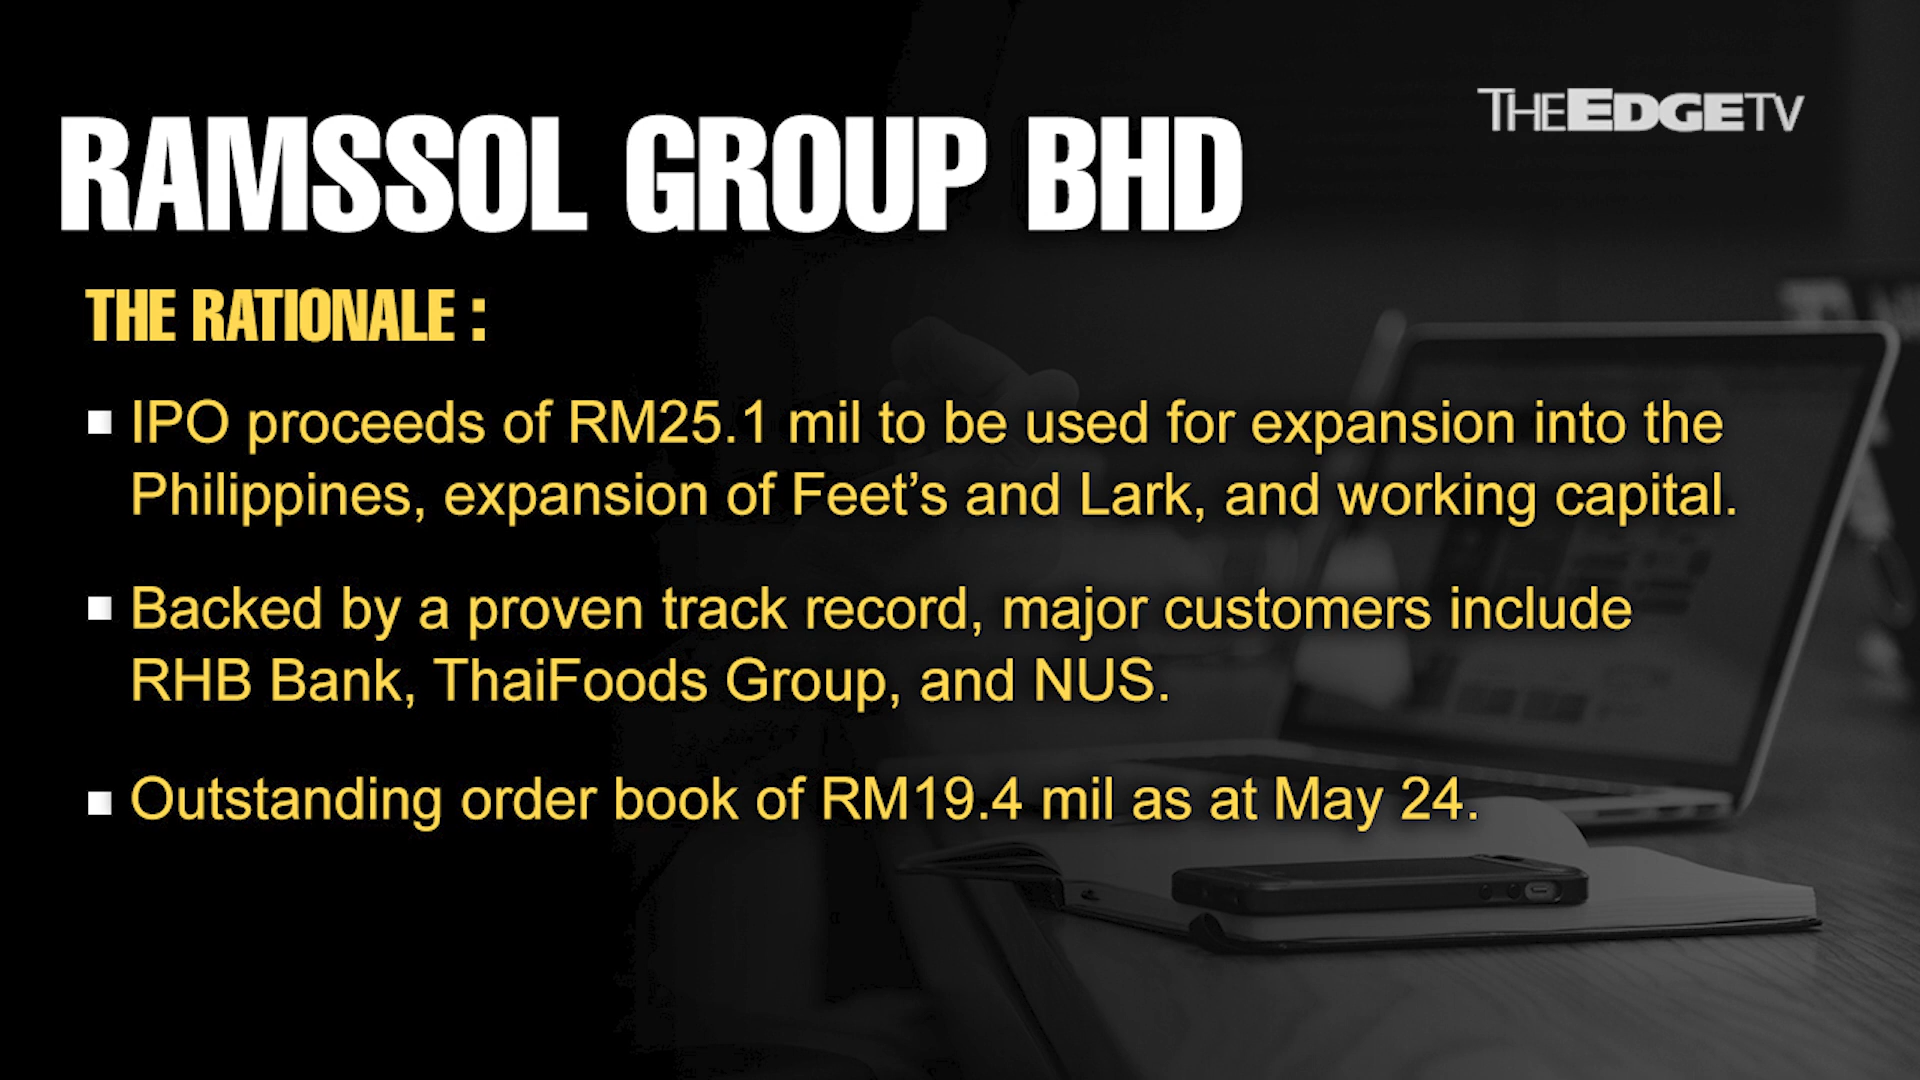 THEEDGETV
RAMSSOL GROUP BHD
THE RATIONALE :
IPO proceeds of RM25.1 mil to be used for expansion into the
Philippines, expansion of Feet’s and Lark, and working capital.
Backed by a proven track record, major customers include
RHB Bank, ThaiFoods Group, and NUS.
Outstanding order book of RM19.4 mil as at May 24.